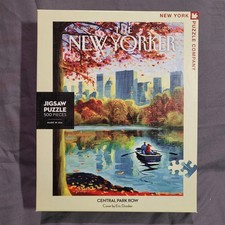 NEW YORK
PUZZLE COMPANY
THE
NEW YORKER
JIGSAW
PUZZLE
500 PIECES
CENTRAL PARK ROW
Cover by Eric Drooker